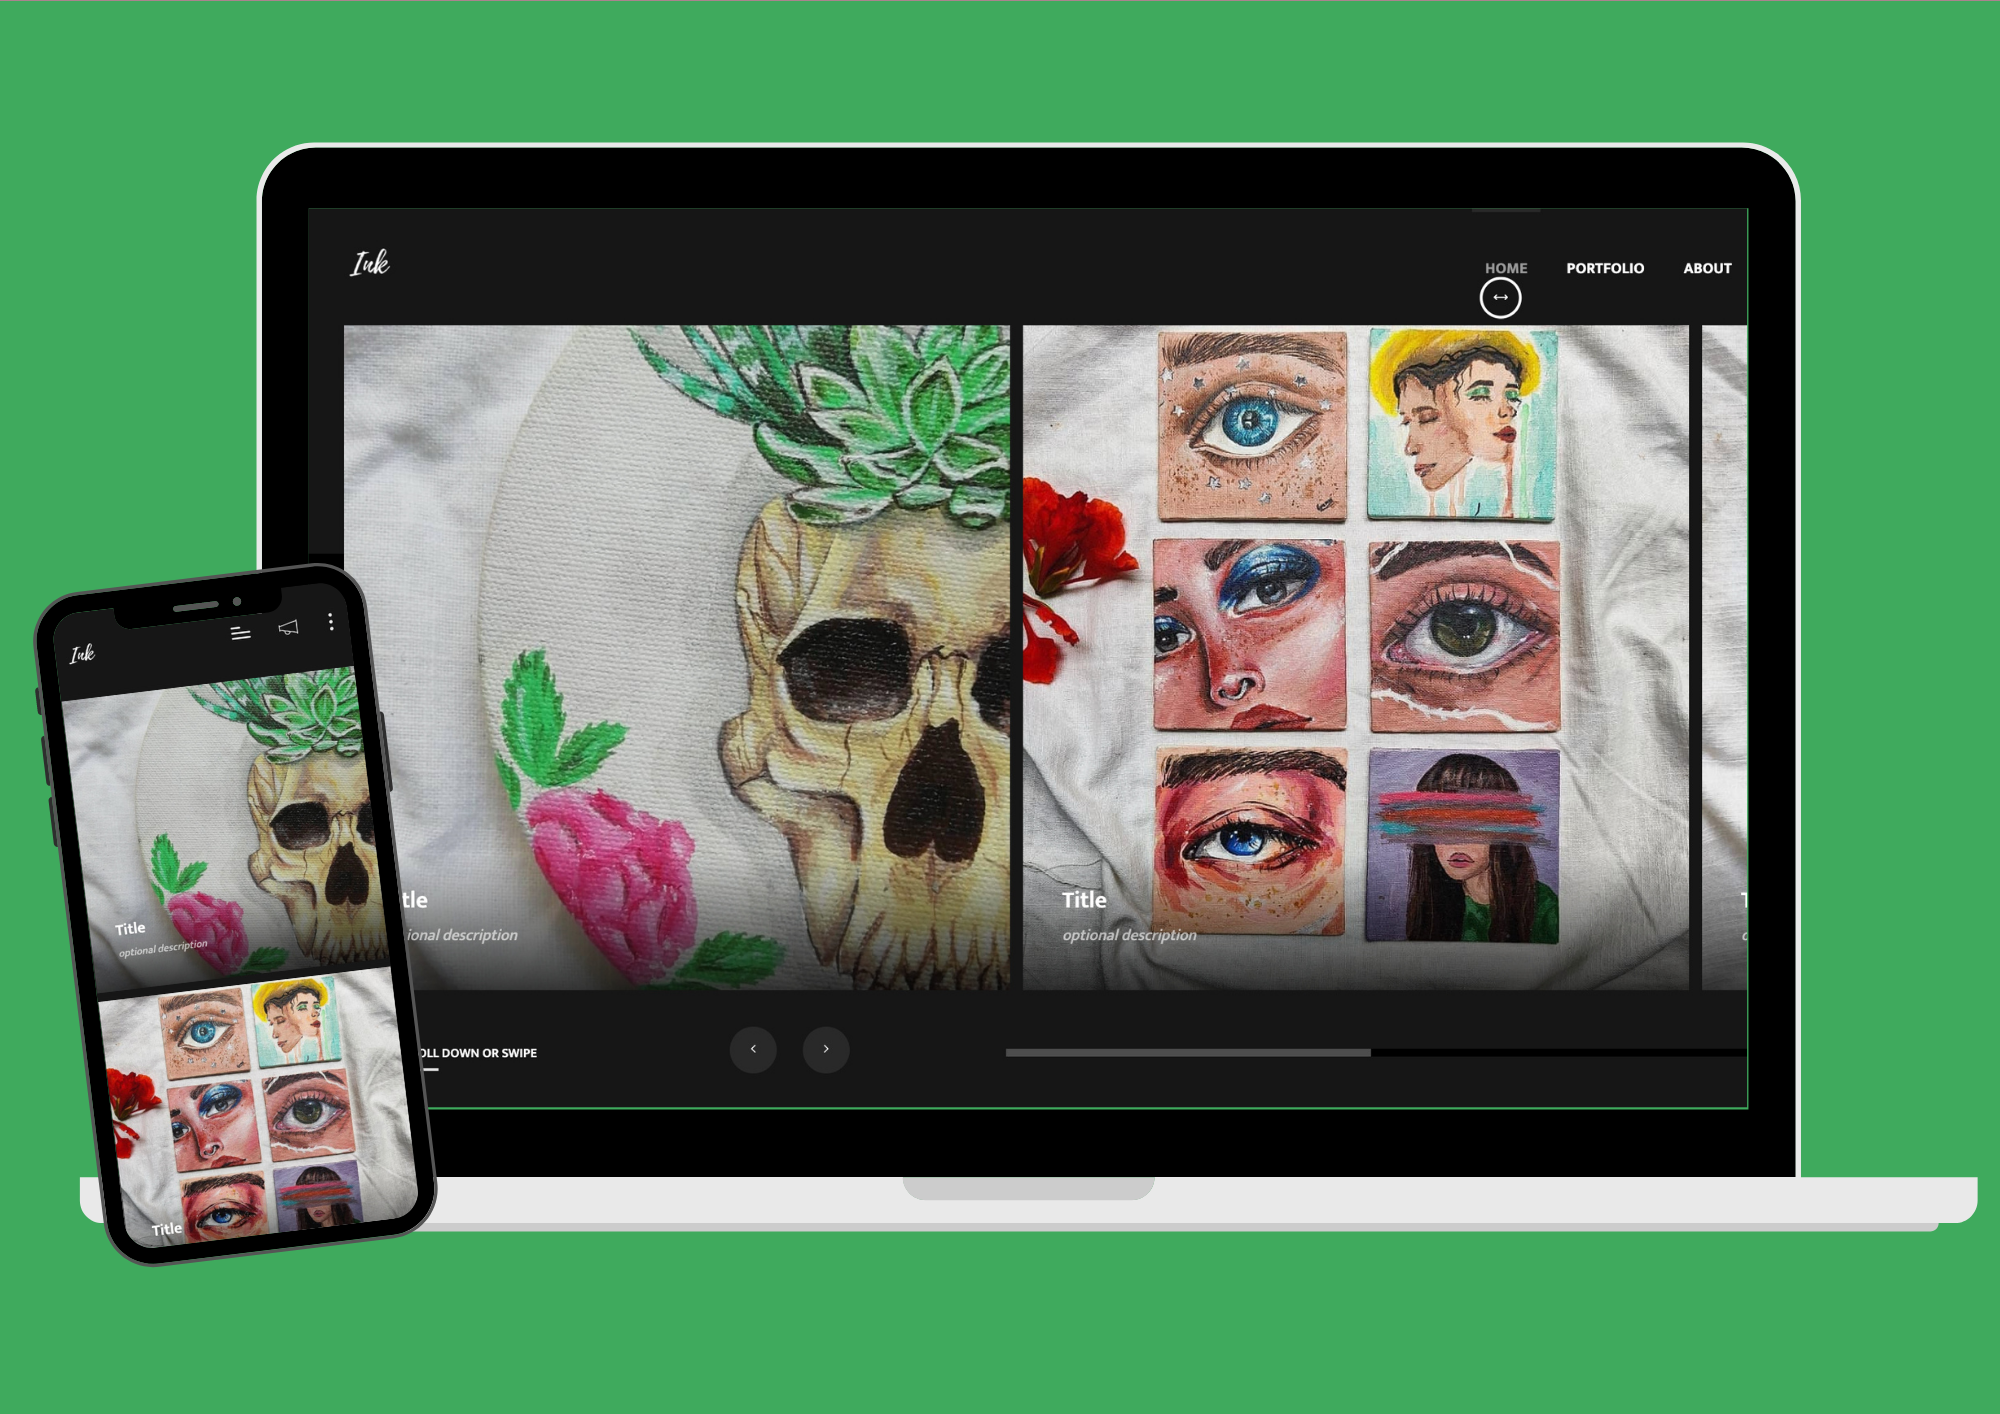 Ink
HOME PORTFOLIO ABOUT
tle
ional description
Title
optional description
OLL DOWN OR SWIPE
Ink
Title
optional description
Title